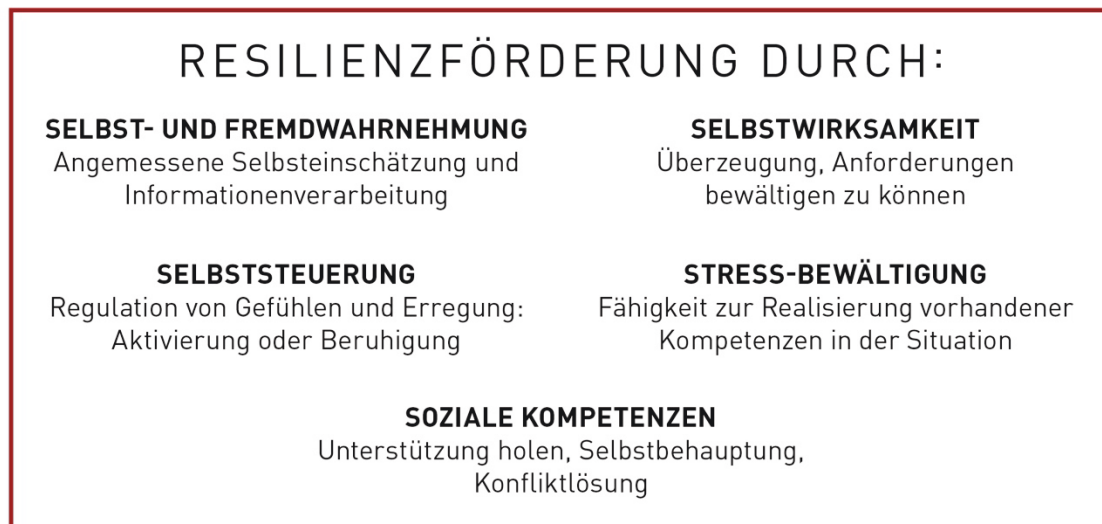 RESILIENZFÖRDERUNG DURCH:
SELBST- UND FREMDWAHRNEHMUNG
Angemessene Selbsteinschätzung und
Informationenverarbeitung
SELBSTWIRKSAMKEIT
Überzeugung, Anforderungen
bewältigen zu können
SELBSTSTEUERUNG
Regulation von Gefühlen und Erregung:
Aktivierung oder Beruhigung
STRESS-BEWÄLTIGUNG
Fähigkeit zur Realisierung vorhandener
Kompetenzen in der Situation
SOZIALE KOMPETENZEN
Unterstützung holen, Selbstbehauptung,
Konfliktlösung